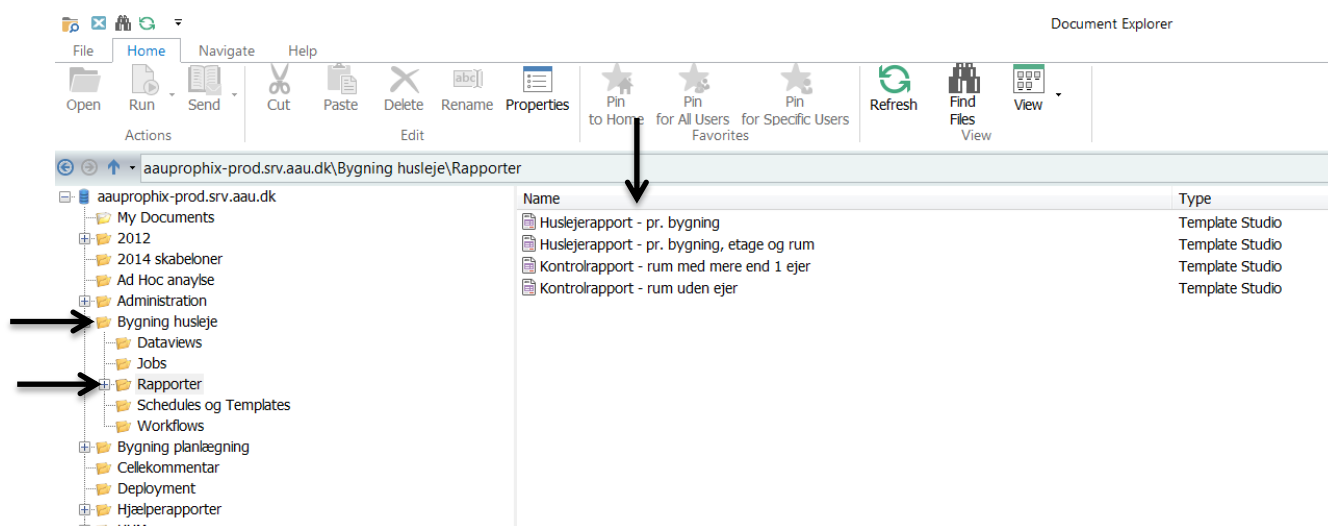 Document Explorer
File Home Navigate Help
Open Run Send Cut Paste Delete Rename Properties Pin to Home Pin for All Users Pin for Specific Users Refresh Find Files View
Actions Edit Favorites View
aauprophix-prod.srv.aau.dk\Bygning husleje\Rapporter
aauprophix-prod.srv.aau.dk
My Documents
2012
2014 skabeloner
Ad Hoc anaylse
Administration
Bygning husleje
Dataviews
Jobs
Rapporter
Schedules og Templates
Workflows
Bygning planlægning
Cellekommentar
Deployment
Hjælperapporter
Name Type
Huslejerapport - pr. bygning Template Studio
Huslejerapport - pr. bygning, etage og rum Template Studio
Kontrolrapport - rum med mere end 1 ejer Template Studio
Kontrolrapport - rum uden ejer Template Studio